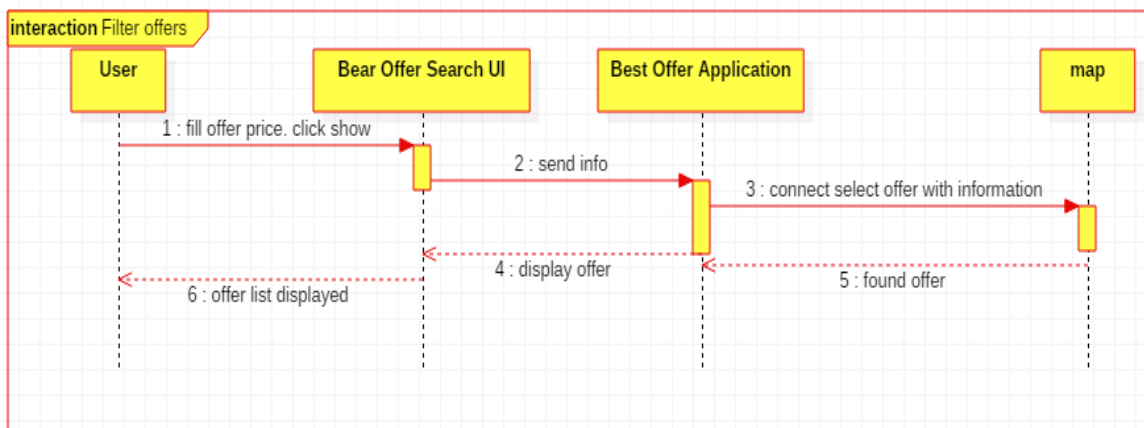 interaction Filter offers
User
Bear Offer Search UI
Best Offer Application
map
1 : fill offer price. click show
2 : send info
3 : connect select offer with information
4 : display offer
5 : found offer
6 : offer list displayed